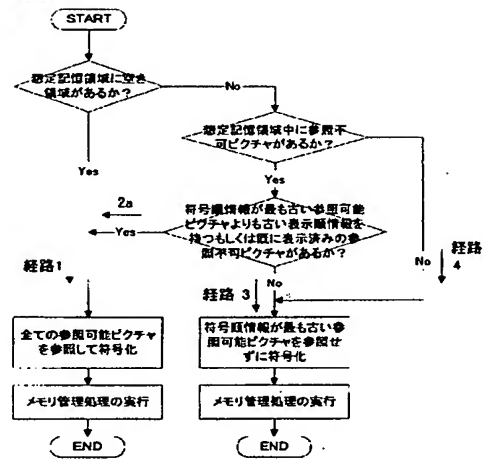 START
想定記憶領域に空き
領域があるか？
No
想定記憶領域中に参照不
可ピクチャがあるか？
Yes
Yes
2a
符号順情報が最も古い参照可能
ピクチャよりも古い表示順情報を
持つもしくは既に表示済みの参
照不可ピクチャがあるか？
Yes
No
経路
4
経路1
経路 3
No
全ての参照可能ピクチャ
を参照して符号化
符号順情報が最も古い参
照可能ピクチャを参照せ
ずに符号化
メモリ管理処理の実行
メモリ管理処理の実行
END
END